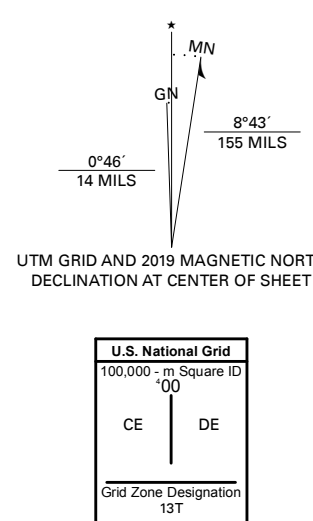 ★
MN
GN
8°43´
155 MILS
0°46´
14 MILS
UTM GRID AND 2019 MAGNETIC NORT
DECLINATION AT CENTER OF SHEET
U.S. National Grid
100,000 - m Square ID
⁴00
CE DE
Grid Zone Designation
13T